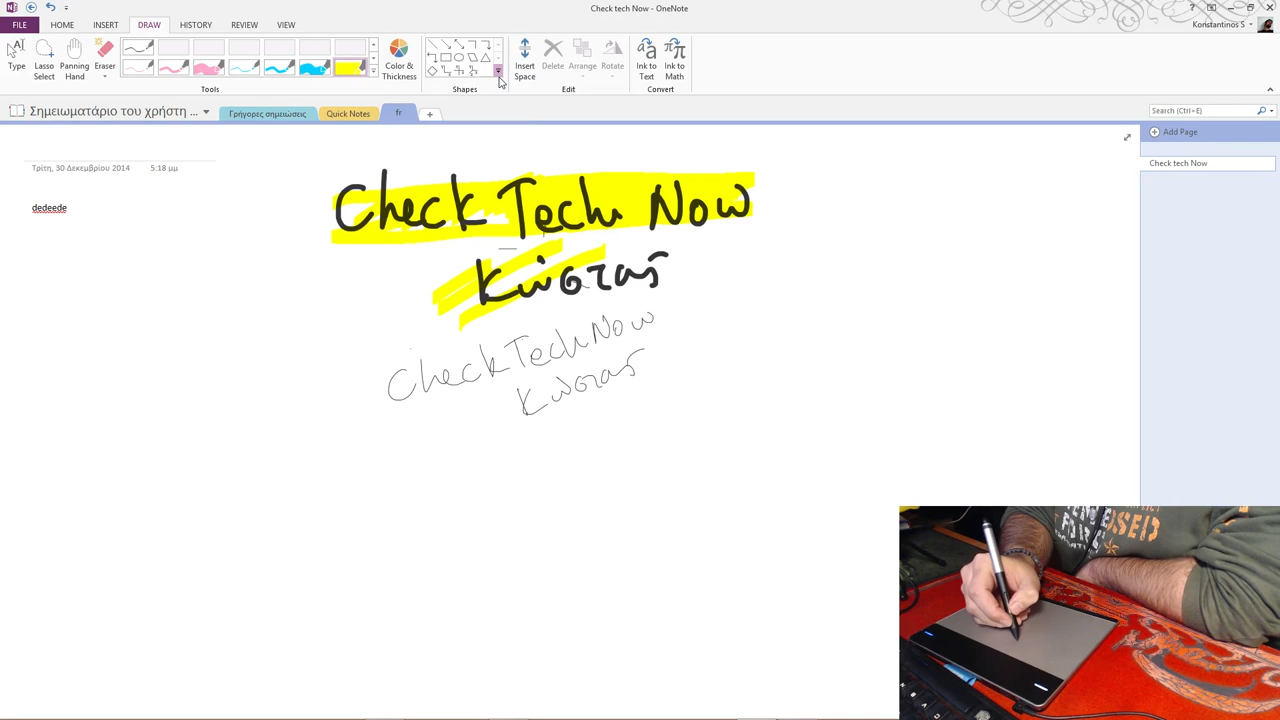 Check tech Now - OneNote
FILE HOME INSERT DRAW HISTORY REVIEW VIEW
Konstantinos S
Type
Lasso Select
Panning Hand
Eraser
Color & Thickness
Insert Space
Delete
Arrange
Rotate
Ink to Text
Ink to Math
Tools Shapes Edit Convert
Σημειωματάριο του χρήστη ...
Γρήγορες σημειώσεις
Quick Notes
fr
Search (Ctrl+E)
Add Page
Check tech Now
Τρίτη, 30 Δεκεμβρίου 2014 5:18 μμ
dedeede
Check Tech Now
Κώστας
Check Tech Now
Κώστας